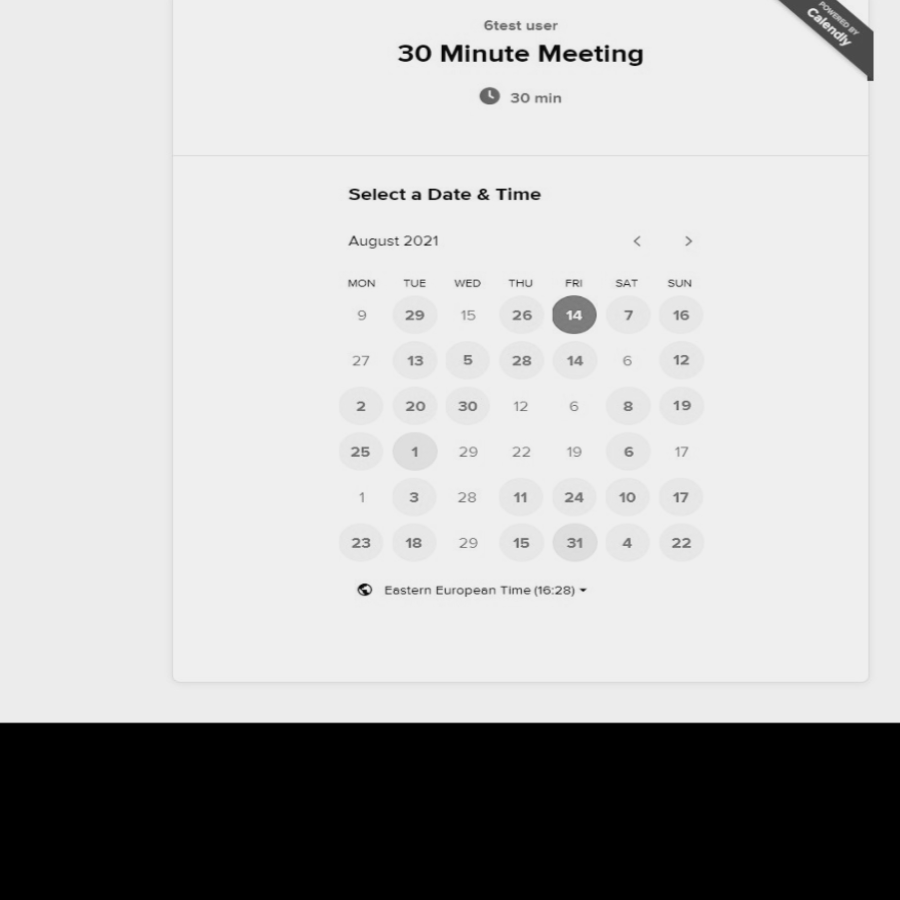 6test user
POWERED BY
Calendly
30 Minute Meeting
30 min
Select a Date & Time
August 2021
MON TUE WED THU FRI SAT SUN
9 29 15 26 14 7 16
27 13 5 28 14 6 12
2 20 30 12 6 8 19
25 1 29 22 19 6 17
1 3 28 11 24 10 17
23 18 29 15 31 4 22
Eastern European Time (16:28)